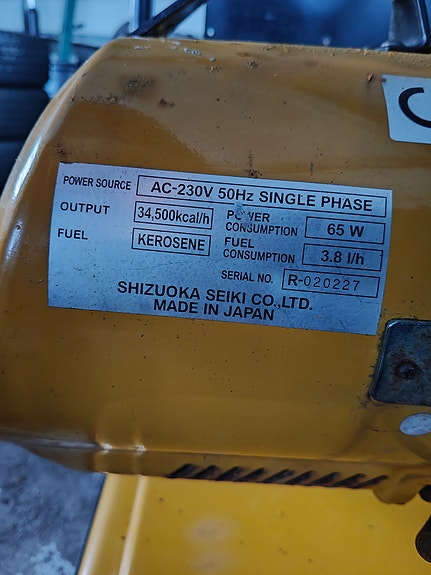 POWER SOURCE AC-230V 50Hz SINGLE PHASE
OUTPUT 34,500kcal/h POWER CONSUMPTION 65 W
FUEL KEROSENE FUEL CONSUMPTION 3.8 l/h
SERIAL NO. R-020227
SHIZUOKA SEIKI CO.,LTD.
MADE IN JAPAN